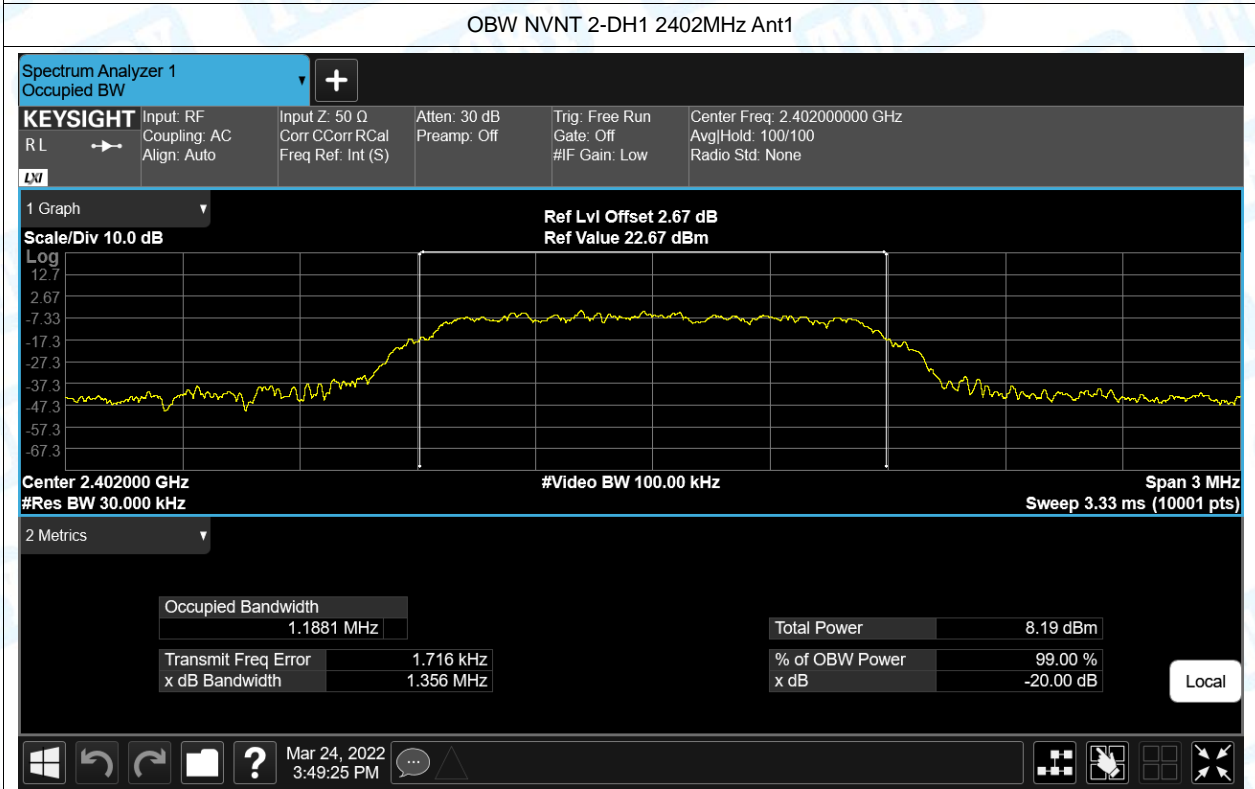 OBW NVNT 2-DH1 2402MHz Ant1
Spectrum Analyzer 1
Occupied BW
KEYSIGHT
RL
LXI
Input: RF
Coupling: AC
Align: Auto
Input Z: 50 Ω
Corr CCorr RCal
Freq Ref: Int (S)
Atten: 30 dB
Preamp: Off
Trig: Free Run
Gate: Off
#IF Gain: Low
Center Freq: 2.402000000 GHz
Avg|Hold: 100/100
Radio Std: None
1 Graph
Scale/Div 10.0 dB
Ref Lvl Offset 2.67 dB
Ref Value 22.67 dBm
Log
12.7
2.67
-7.33
-17.3
-27.3
-37.3
-47.3
-57.3
-67.3
Center 2.402000 GHz
#Video BW 100.00 kHz
Span 3 MHz
#Res BW 30.000 kHz
Sweep 3.33 ms (10001 pts)
2 Metrics
Occupied Bandwidth
1.1881 MHz
Total Power 8.19 dBm
Transmit Freq Error 1.716 kHz
% of OBW Power 99.00 %
x dB Bandwidth 1.356 MHz
x dB -20.00 dB
Local
Mar 24, 2022
3:49:25 PM